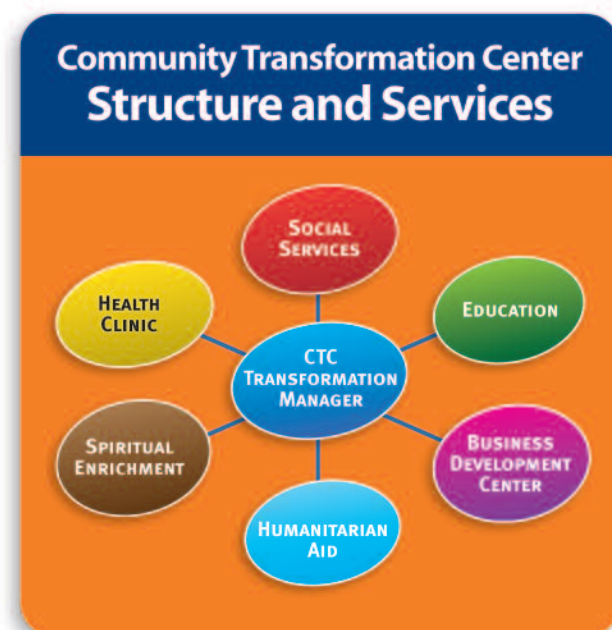 Community Transformation Center
Structure and Services
SOCIAL
SERVICES
HEALTH
CLINIC
EDUCATION
CTC
TRANSFORMATION
MANAGER
SPIRITUAL
ENRICHMENT
BUSINESS
DEVELOPMENT
CENTER
HUMANITARIAN
AID